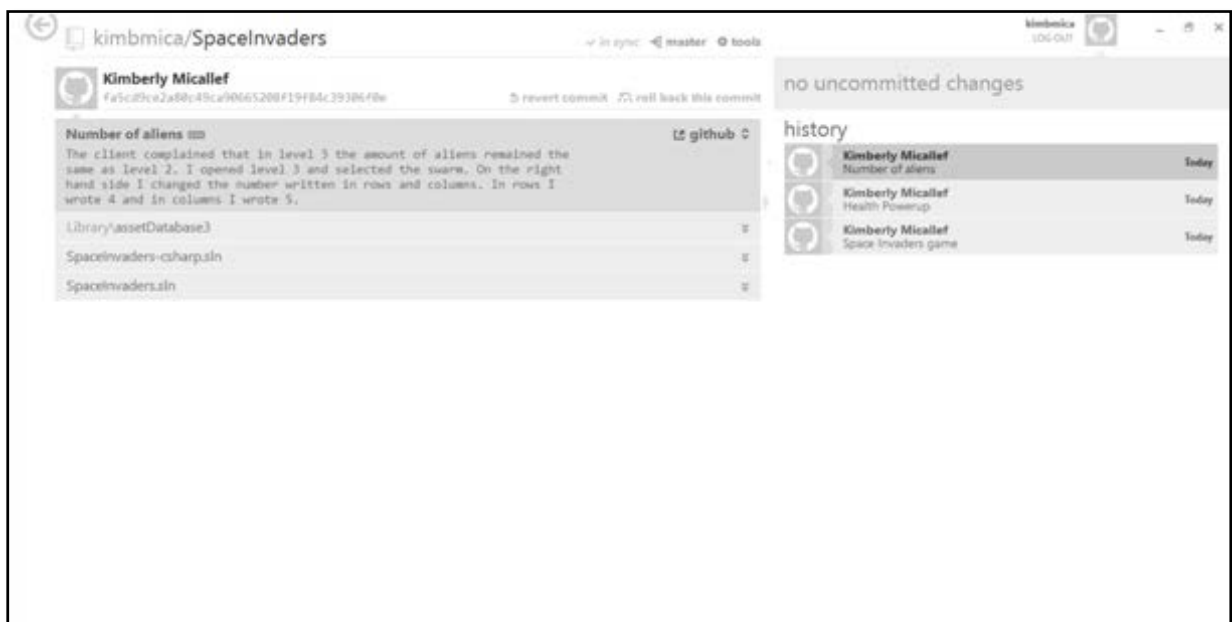 kimbmica/SpaceInvaders
in sync master tools
kimbmica
LOG OUT
Kimberly Micallef
revert commit roll back this commit
Number of aliens
github
The client complained that in level 3 the amount of aliens remained the
same as level 2. I opened level 3 and selected the swarm. On the right
hand side I changed the number written in rows and columns. In rows I
wrote 4 and in columns I wrote 5.
Library\assetDatabase3
SpaceInvaders-csharp.sln
SpaceInvaders.sln
no uncommitted changes
history
Kimberly Micallef
Number of aliens
Today
Kimberly Micallef
Health Powerup
Today
Kimberly Micallef
Space Invaders game
Today